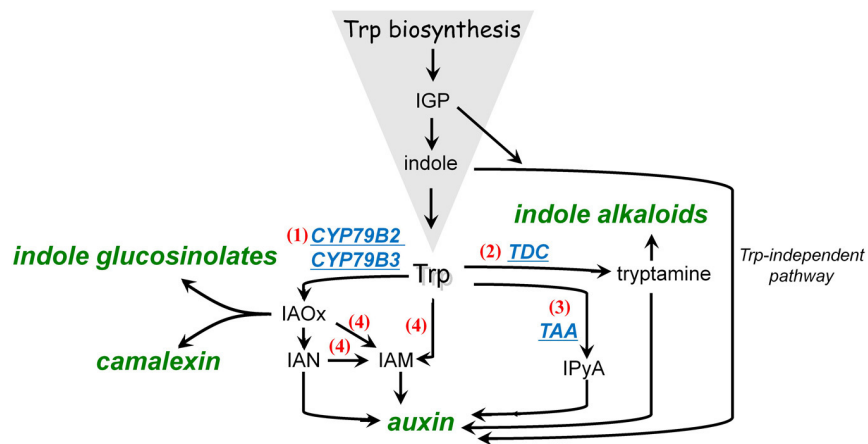 Trp biosynthesis
IGP
indole
indole alkaloids
(1) CYP79B2
CYP79B3
indole glucosinolates
Trp
(2) TDC
tryptamine
Trp-independent
pathway
IAOx
(4)
(4)
(3)
TAA
camalexin
IAN
(4)
IAM
IPyA
auxin